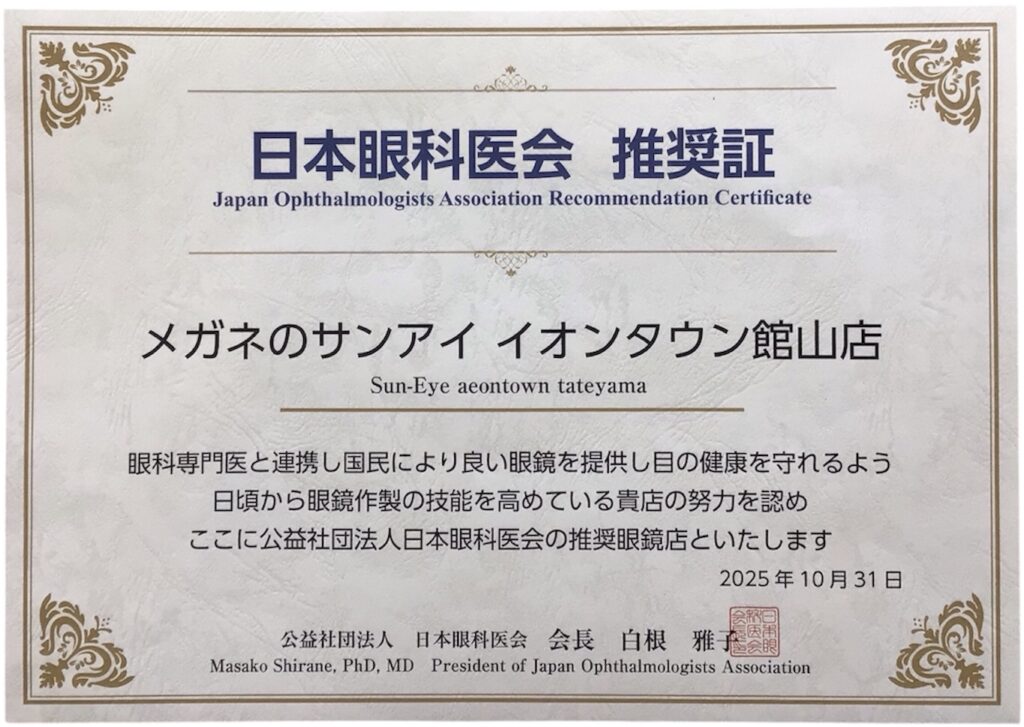 日本眼科医会 推奨証
Japan Ophthalmologists Association Recommendation Certificate
メガネのサンアイ イオンタウン館山店
Sun-Eye aeontown tateyama
眼科専門医と連携し国民により良い眼鏡を提供し目の健康を守れるよう
日頃から眼鏡作製の技能を高めている貴店の努力を認め
ここに公益社団法人日本眼科医会の推奨眼鏡店といたします
2025年10月31日
公益社団法人 日本眼科医会 会長 白根 雅子
Masako Shirane, PhD, MD President of Japan Ophthalmologists Association